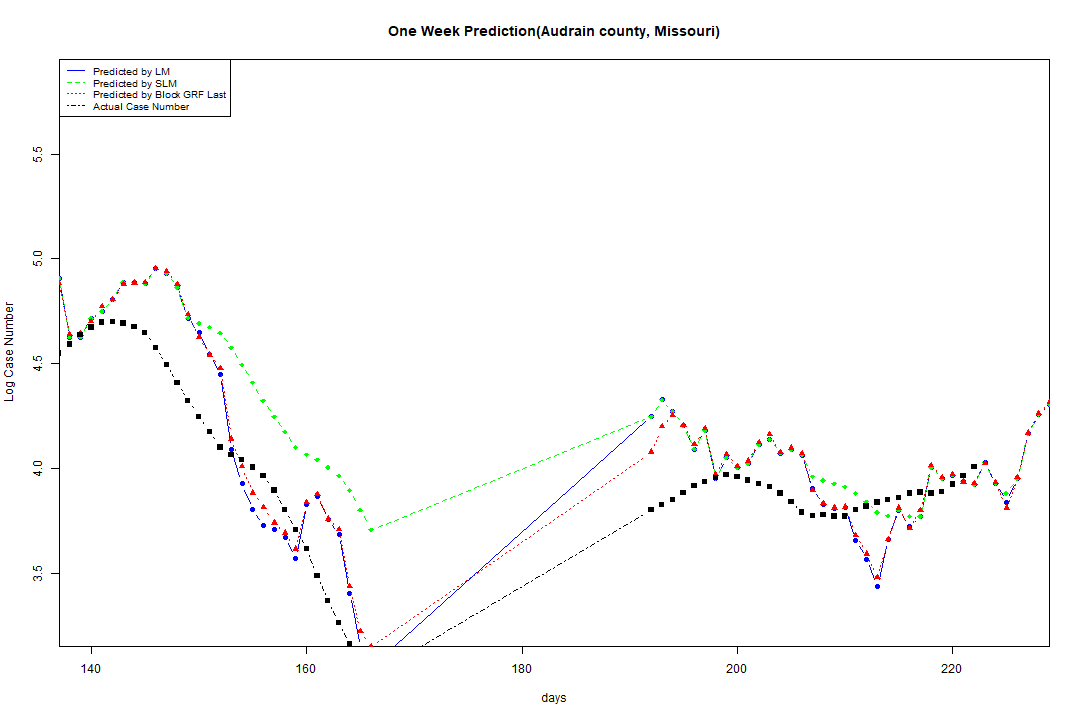 One Week Prediction(Audrain county, Missouri)
Predicted by LM
Predicted by SLM
Predicted by Block GRF Last
Actual Case Number
5.5
5.0
4.5
4.0
3.5
Log Case Number
140 160 180 200 220
days